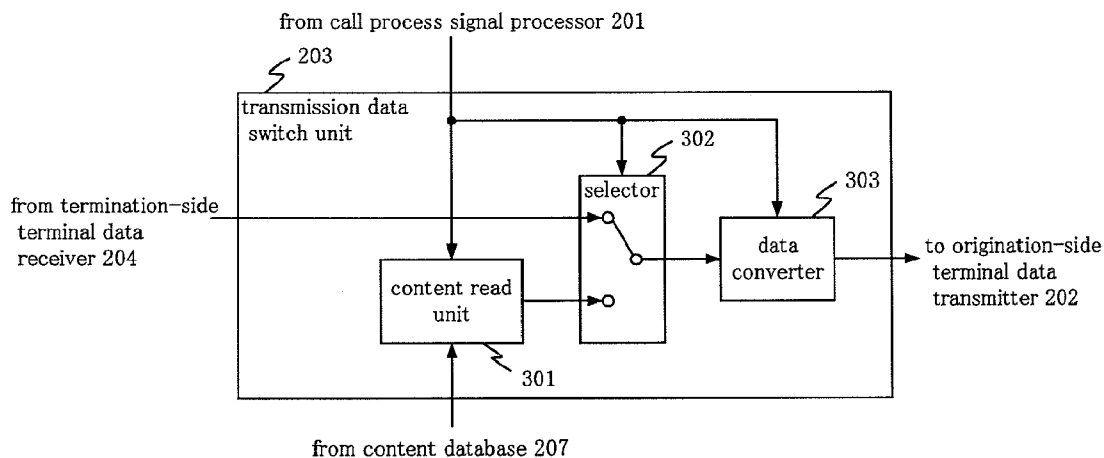 from call process signal processor 201
203
transmission data
switch unit
302
selector
303
from termination-side
terminal data
receiver 204
data
converter
to origination-side
terminal data
transmitter 202
content read
unit
301
from content database 207